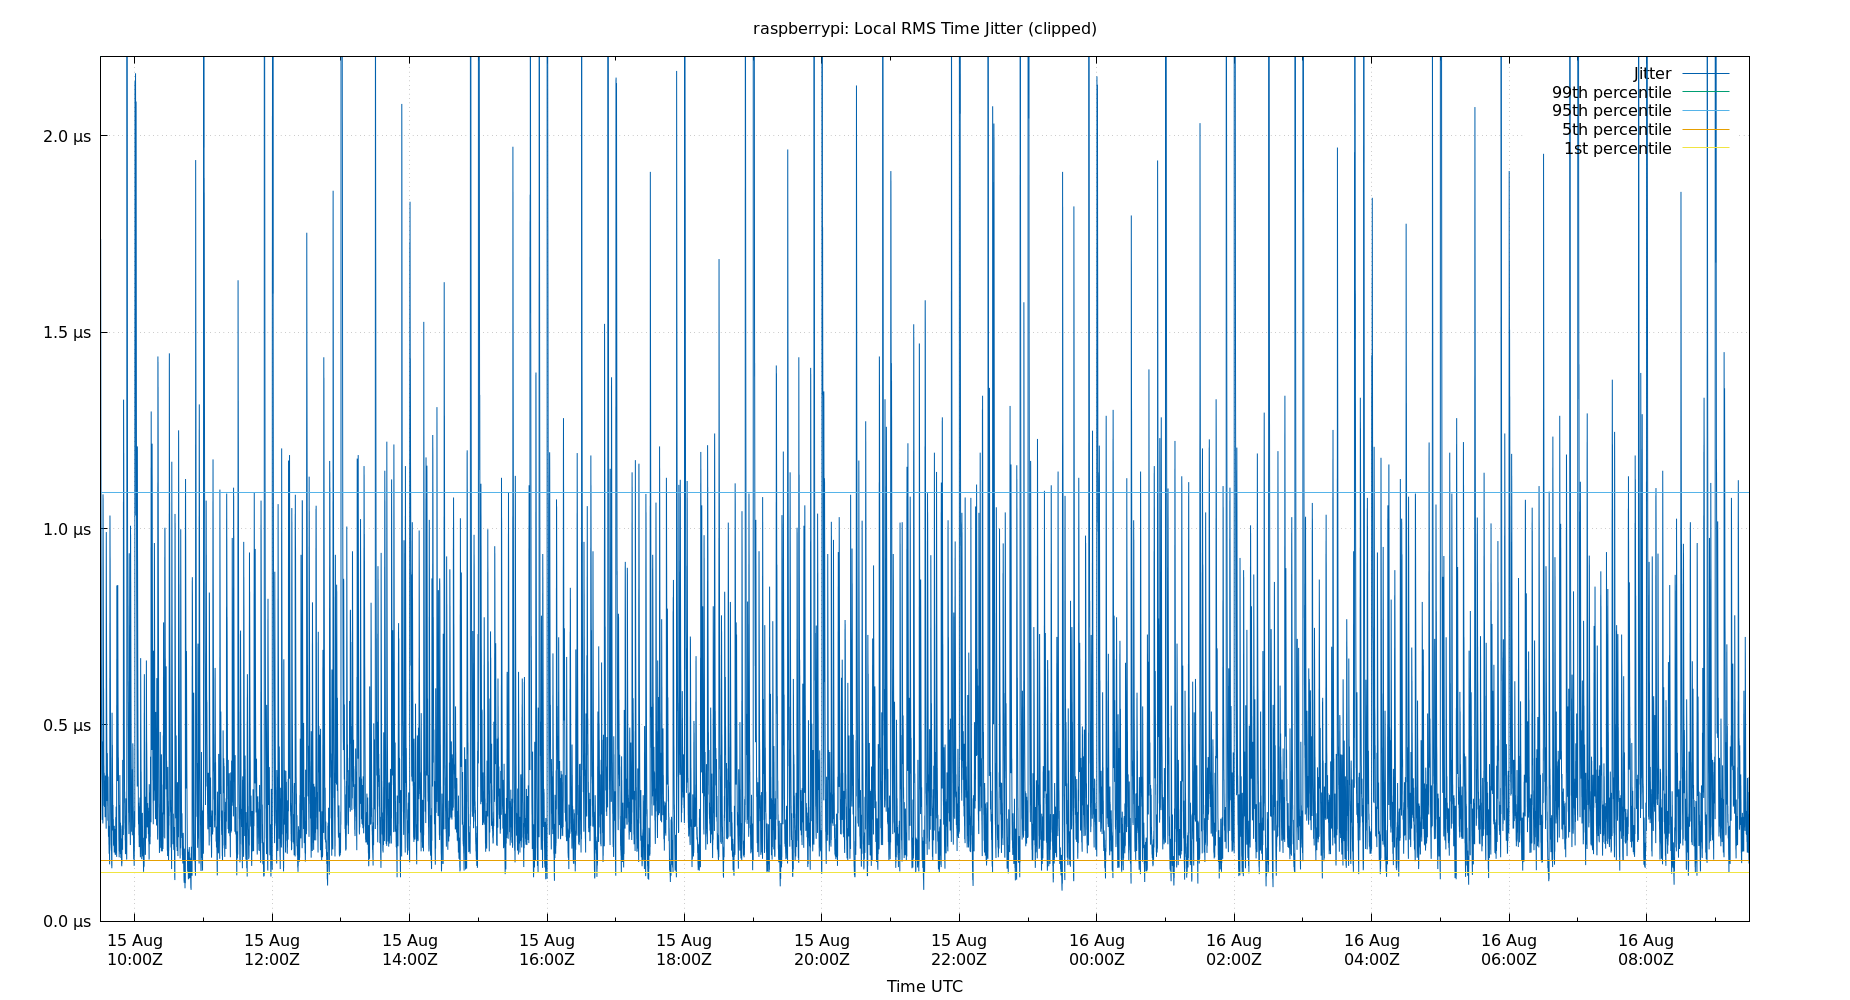 raspberrypi: Local RMS Time Jitter (clipped)
Jitter
99th percentile
95th percentile
5th percentile
1st percentile
2.0 µs
1.5 µs
1.0 µs
0.5 µs
0.0 µs
15 Aug 15 Aug 15 Aug 15 Aug 15 Aug 15 Aug 15 Aug 16 Aug 16 Aug 16 Aug 16 Aug 16 Aug
10:00Z 12:00Z 14:00Z 16:00Z 18:00Z 20:00Z 22:00Z 00:00Z 02:00Z 04:00Z 06:00Z 08:00Z
Time UTC